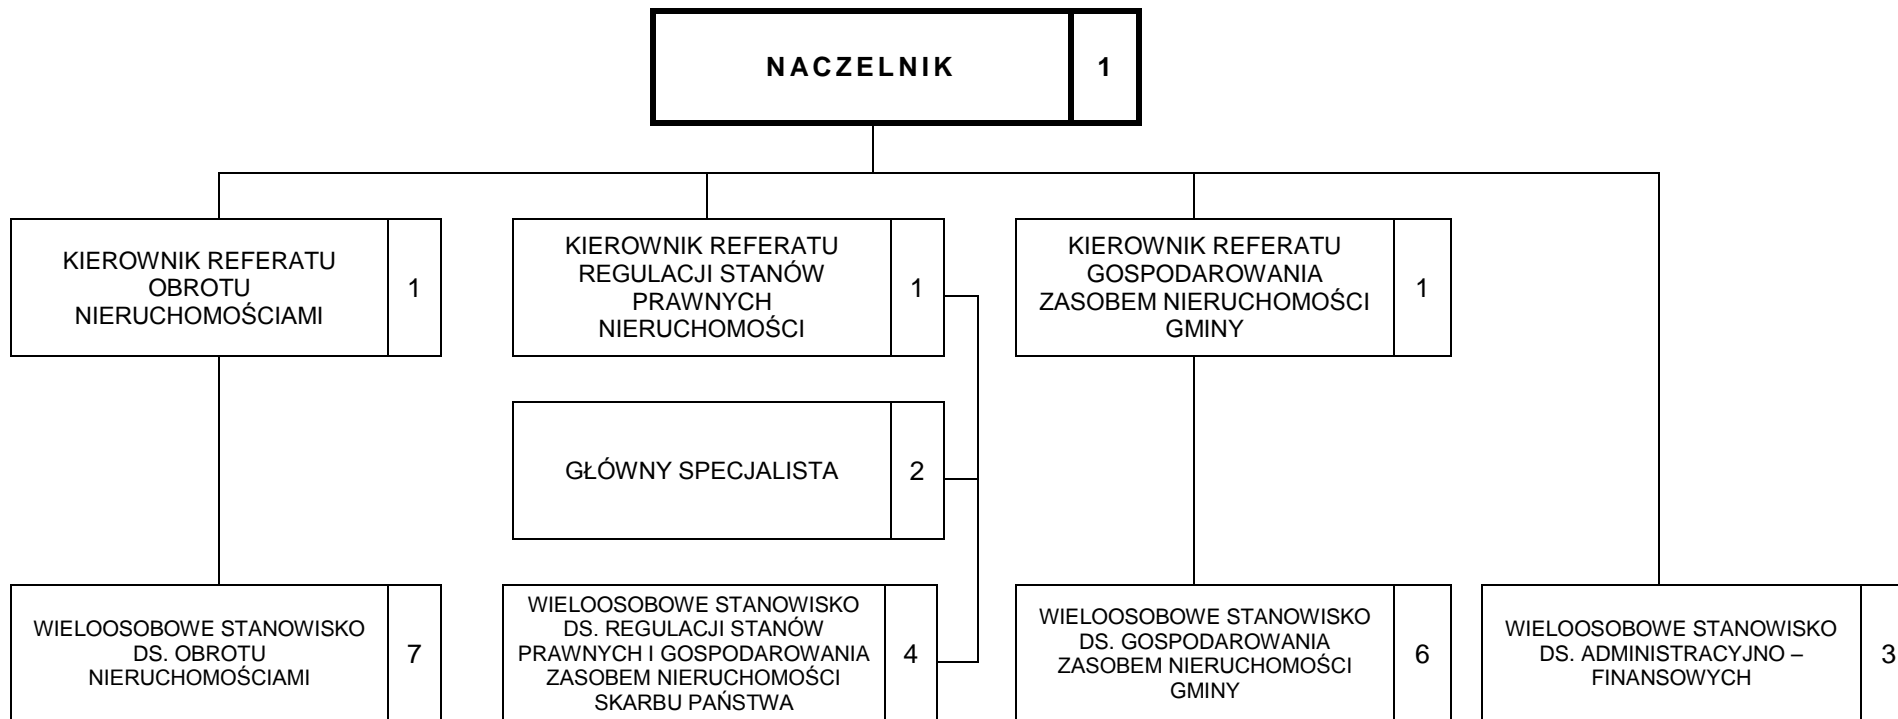 NACZELNIK
1
KIEROWNIK REFERATU
OBROTU
NIERUCHOMOŚCIAMI
1
KIEROWNIK REFERATU
REGULACJI STANÓW
PRAWNYCH
NIERUCHOMOŚCI
1
KIEROWNIK REFERATU
GOSPODAROWANIA
ZASOBEM NIERUCHOMOŚCI
GMINY
1
GŁÓWNY SPECJALISTA
2
WIELOOSOBOWE STANOWISKO
DS. OBROTU
NIERUCHOMOŚCIAMI
7
WIELOOSOBOWE STANOWISKO
DS. REGULACJI STANÓW
PRAWNYCH I GOSPODAROWANIA
ZASOBEM NIERUCHOMOŚCI
SKARBU PAŃSTWA
4
WIELOOSOBOWE STANOWISKO
DS. GOSPODAROWANIA
ZASOBEM NIERUCHOMOŚCI
GMINY
6
WIELOOSOBOWE STANOWISKO
DS. ADMINISTRACYJNO –
FINANSOWYCH
3